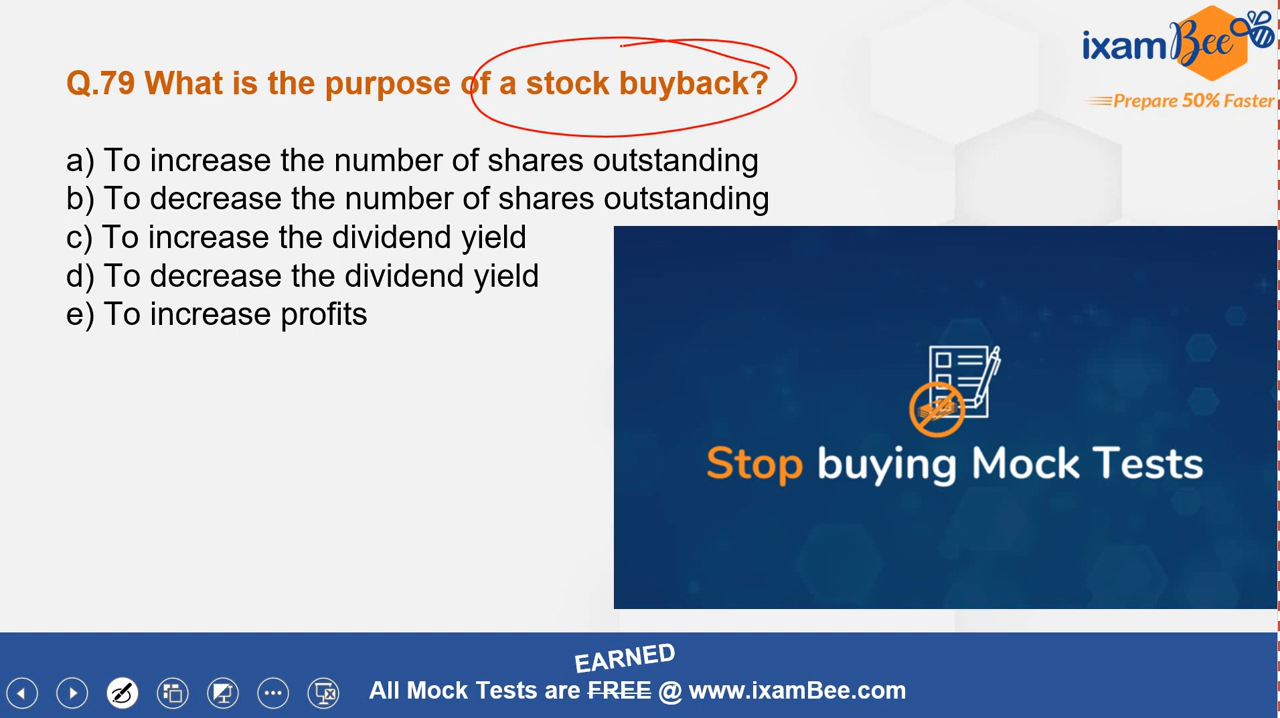 ixamBee
Prepare 50% Faster
Q.79 What is the purpose of a stock buyback?
a) To increase the number of shares outstanding
b) To decrease the number of shares outstanding
c) To increase the dividend yield
d) To decrease the dividend yield
e) To increase profits
Stop buying Mock Tests
EARNED
All Mock Tests are FREE @ www.ixamBee.com